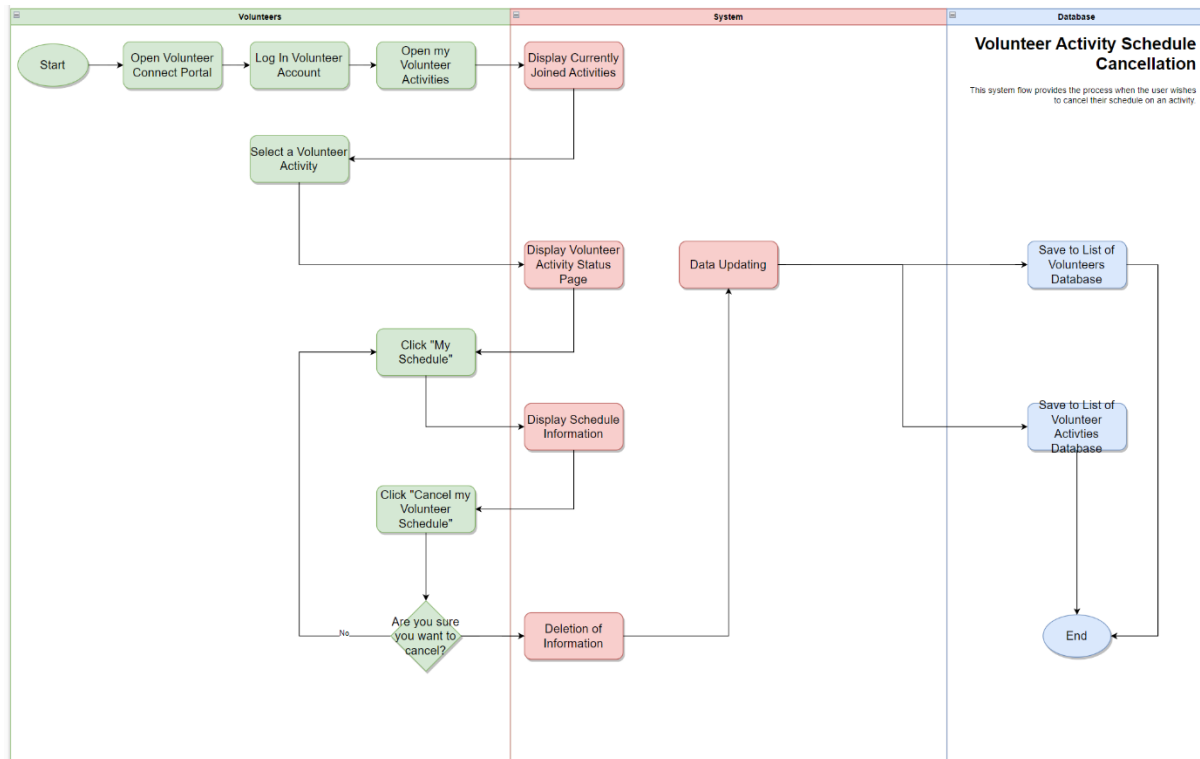 Volunteers
System
Database
Volunteer Activity Schedule
Cancellation
This system flow provides the process when the user wishes
to cancel their schedule on an activity.
Start
Open Volunteer
Connect Portal
Log In Volunteer
Account
Open my
Volunteer
Activities
Display Currently
Joined Activities
Select a Volunteer
Activity
Display Volunteer
Activity Status
Page
Data Updating
Save to List of
Volunteers
Database
Click "My
Schedule"
Display Schedule
Information
Save to List of
Volunteer
Activties
Database
Click "Cancel my
Volunteer
Schedule"
Are you sure
you want to
cancel?
No
Deletion of
Information
End